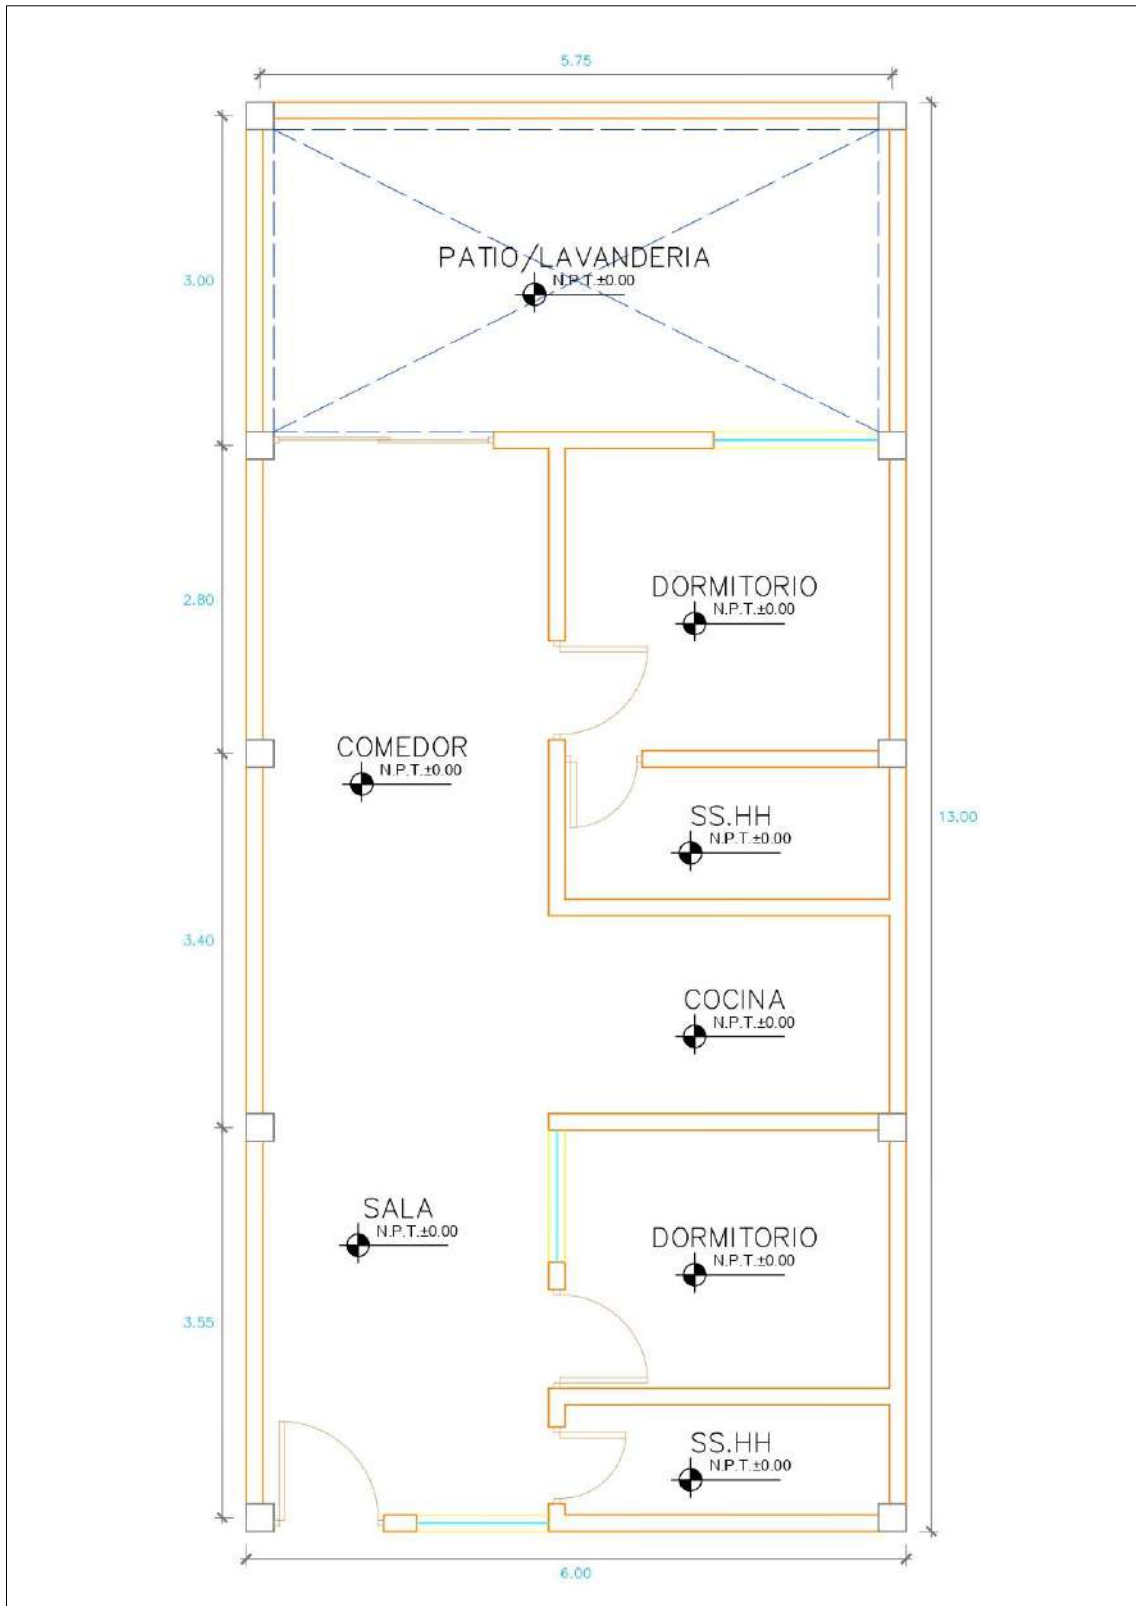 5.75
PATIO/LAVANDERIA
N.P.T.±0.00
3.00
DORMITORIO
N.P.T.±0.00
2.80
COMEDOR
N.P.T.±0.00
SS.HH
N.P.T.±0.00
13.00
3.40
COCINA
N.P.T.±0.00
SALA
N.P.T.±0.00
DORMITORIO
N.P.T.±0.00
3.55
SS.HH
N.P.T.±0.00
6.00